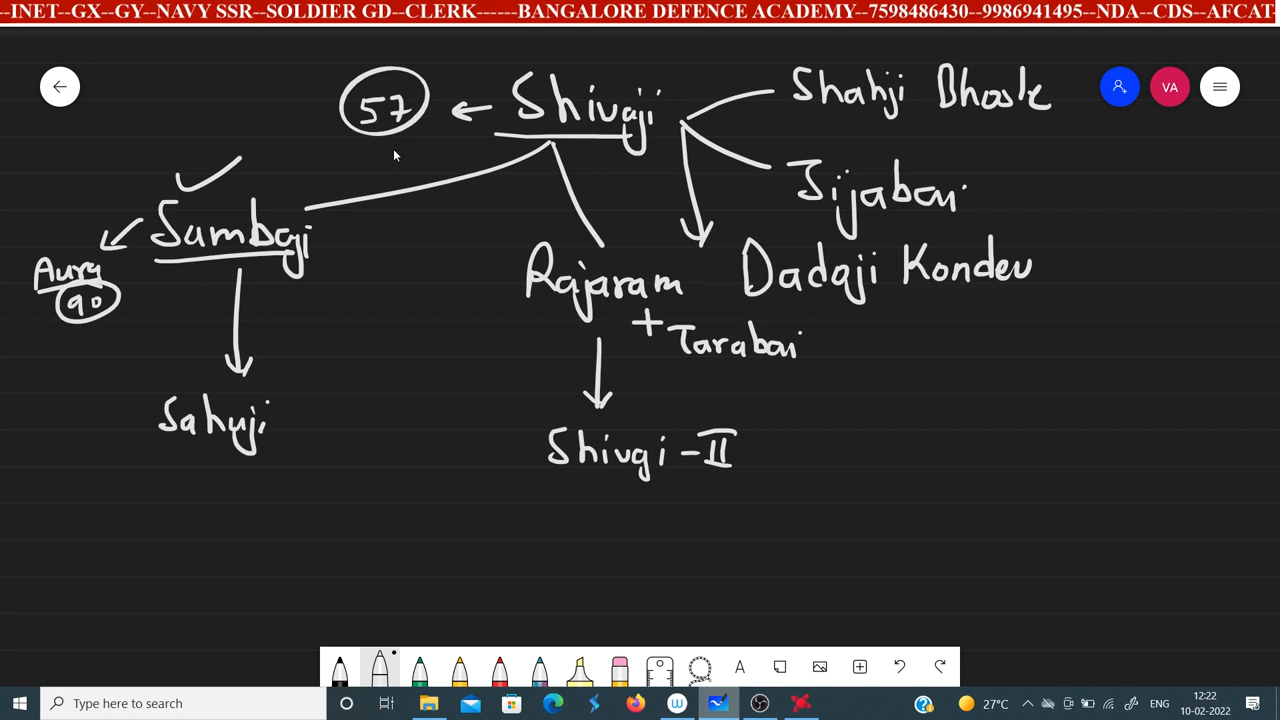 --INET--GX--GY--NAVY SSR--SOLDIER GD--CLERK------BANGALORE DEFENCE ACADEMY--7598486430--9986941495--NDA--CDS--AFCAT-
57 ← Shivaji
Shahji Bhosle
VA
Jijabai
Sambaji
Aurg
90
Rajaram
Dadaji Kondev
+ Tarabai
Sahuji
Shivgi - II
A
Type here to search
27°C
ENG
12:22
10-02-2022